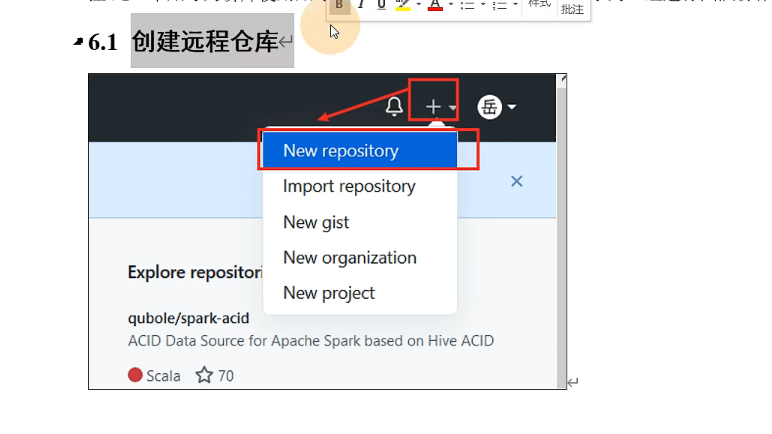 B I U A 样式
批注
6.1 创建远程仓库
岳
New repository
Import repository
New gist
New organization
New project
Explore repositori
qubole/spark-acid
ACID Data Source for Apache Spark based on Hive ACID
Scala 70